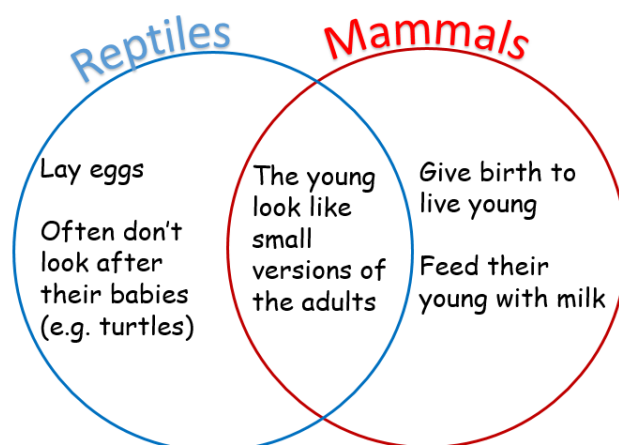 Reptiles
Mammals
Lay eggs
Often don't
look after
their babies
(e.g. turtles)
The young
look like
small
versions of
the adults
Give birth to
live young
Feed their
young with milk